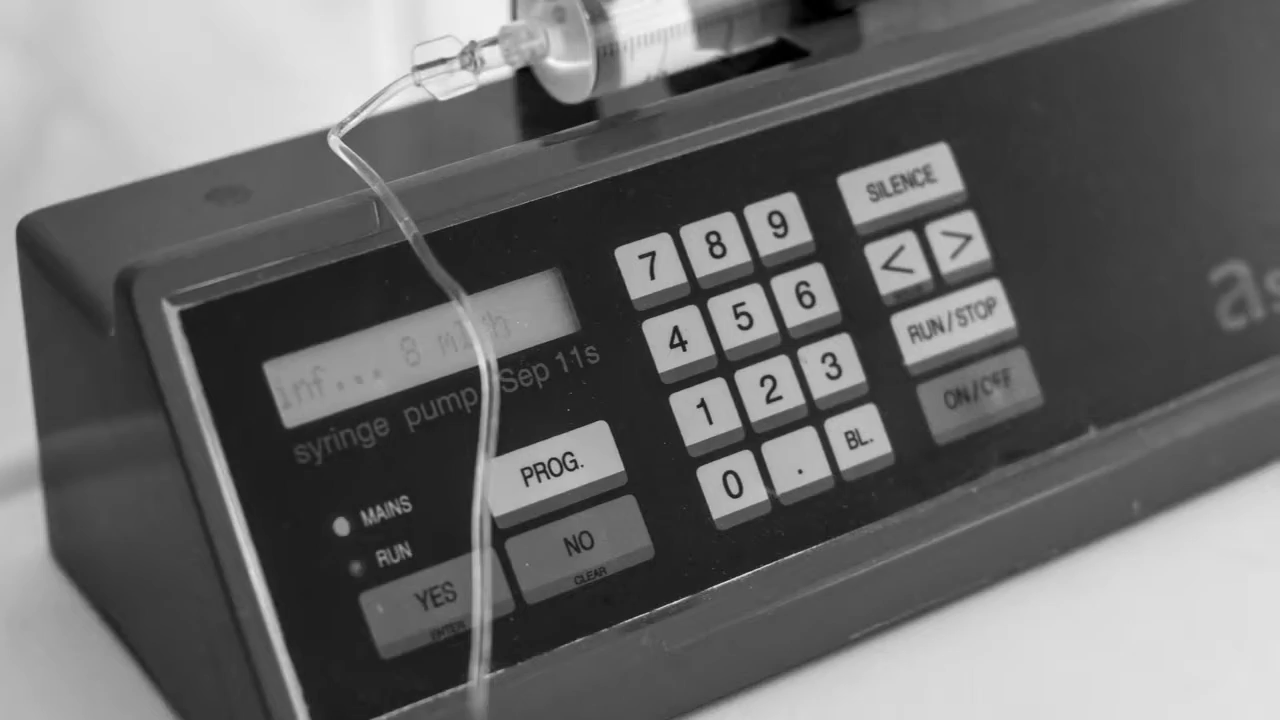 inf... 8 ml/h
syringe pump Sep 11s
MAINS
RUN
PROG.
YES
ENTER
NO
CLEAR
7 8 9
4 5 6
1 2 3
0 . BL.
SILENCE
< >
RUN/STOP
ON/OFF
as